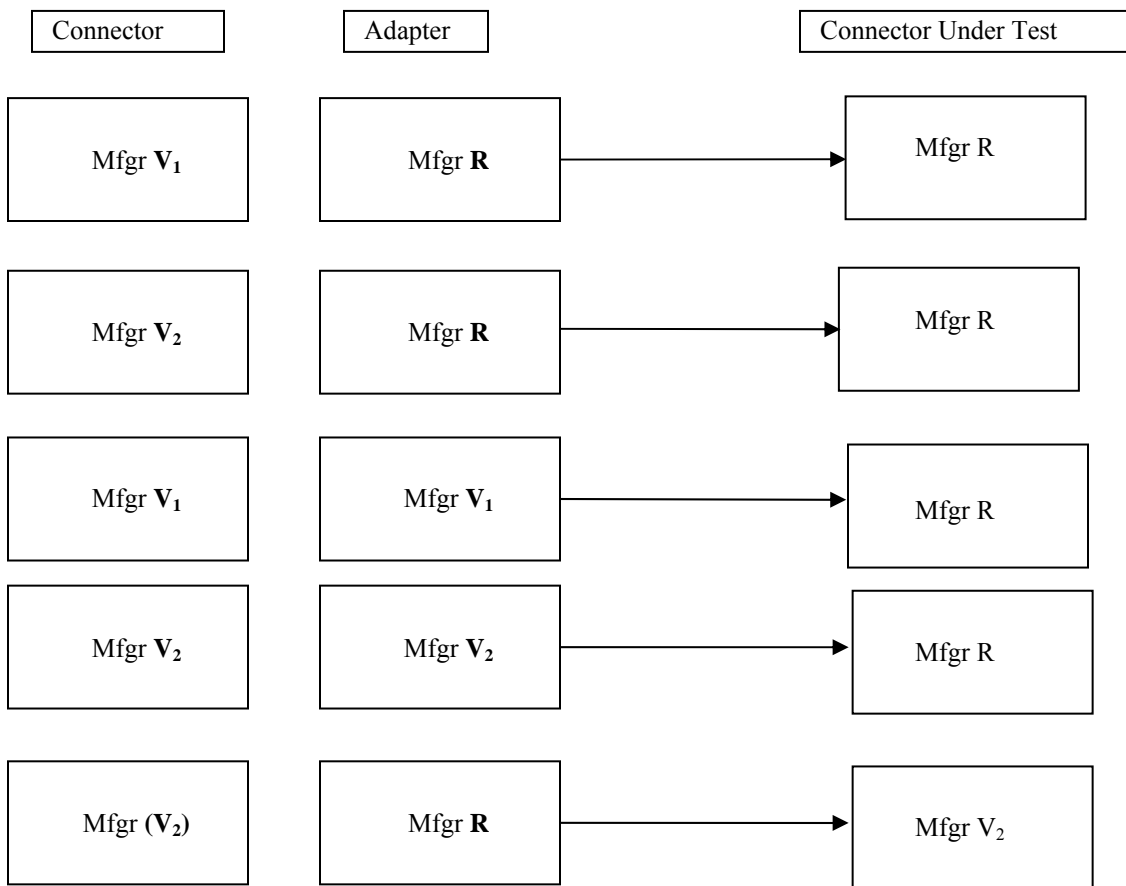 Connector Adapter Connector Under Test
Mfgr V₁ Mfgr R Mfgr R
Mfgr V₂ Mfgr R Mfgr R
Mfgr V₁ Mfgr V₁ Mfgr R
Mfgr V₂ Mfgr V₂ Mfgr R
Mfgr (V₂) Mfgr R Mfgr V₂